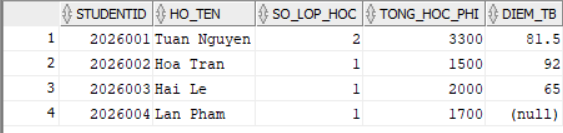 STUDENTID HO_TEN SO_LOP_HOC TONG_HOC_PHI DIEM_TB
1 2026001 Tuan Nguyen 2 3300 81.5
2 2026002 Hoa Tran 1 1500 92
3 2026003 Hai Le 1 2000 65
4 2026004 Lan Pham 1 1700 (null)